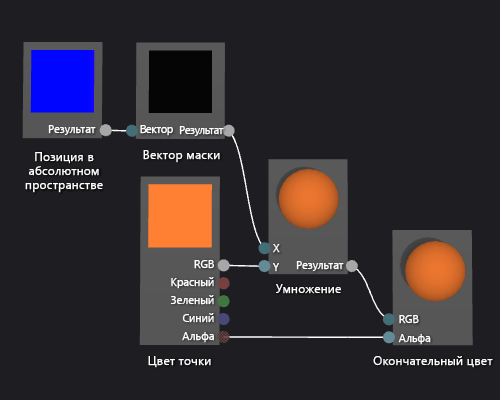 Результат
Позиция в
абсолютном
пространстве
Вектор Результат
Вектор маски
RGB
Красный
Зеленый
Синий
Альфа
Цвет точки
X
Y Результат
Умножение
RGB
Альфа
Окончательный цвет